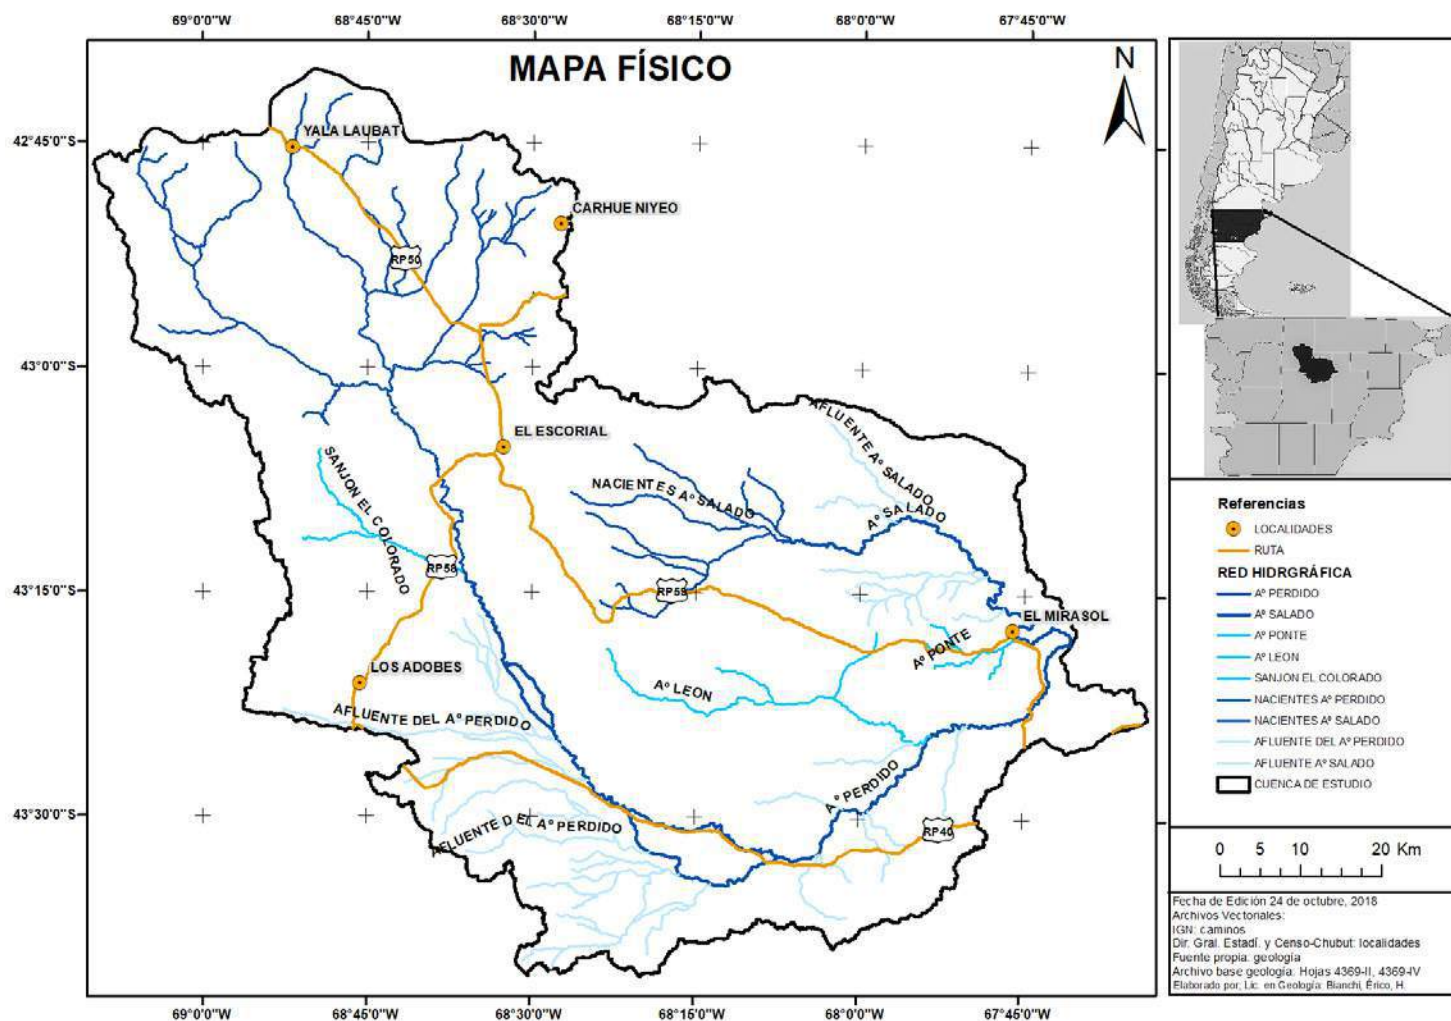 69°0'0"W 68°45'0"W 68°30'0"W 68°15'0"W 68°0'0"W 67°45'0"W
MAPA FÍSICO
N
42°45'0"S
YALA LAUBAT
CARHUE NIYEO
RP50
43°0'0"S
AFLUENTE Aº SALADO
EL ESCORIAL
SANJON EL COLORADO
NACIENTES Aº SALADO
Aº SALADO
RP58
43°15'0"S
RP59
EL MIRASOL
Aº PONTE
LOS ADOBES
Aº LEON
AFLUENTE DEL Aº PERDIDO
Aº PERDIDO
43°30'0"S
AFLUENTE DEL Aº PERDIDO
RP40
69°0'0"W 68°45'0"W 68°30'0"W 68°15'0"W 68°0'0"W 67°45'0"W
Referencias
LOCALIDADES
RUTA
RED HIDRGRÁFICA
Aº PERDIDO
Aº SALADO
Aº PONTE
Aº LEON
SANJON EL COLORADO
NACIENTES Aº PERDIDO
NACIENTES Aº SALADO
AFLUENTE DEL Aº PERDIDO
AFLUENTE Aº SALADO
CUENCA DE ESTUDIO
0 5 10 20 Km
Fecha de Edición 24 de octubre, 2018
Archivos Vectoriales:
IGN: caminos
Dir. Gral. Estadí. y Censo-Chubut: localidades
Fuente propia: geología
Archivo base geología: Hojas 4369-II, 4369-IV
Elaborado por: Lic. en Geología: Bianchi, Érico, H.